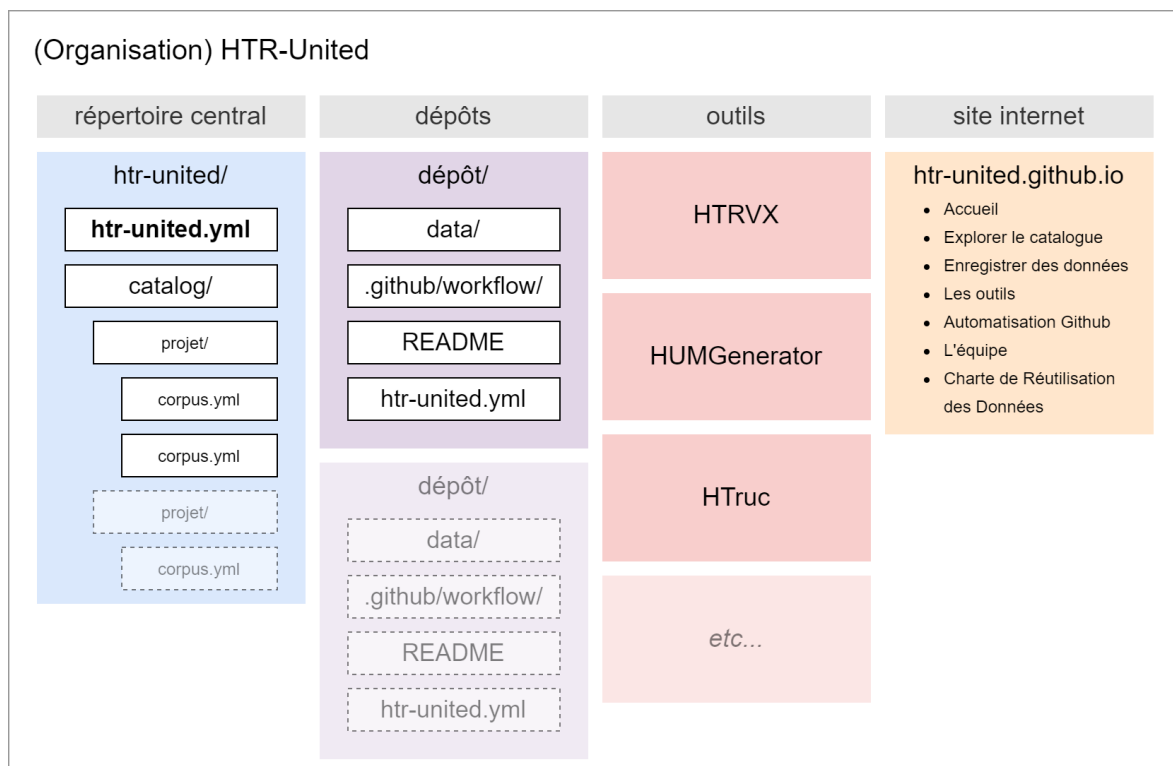 (Organisation) HTR-United
répertoire central
htr-united/
htr-united.yml
catalog/
projet/
corpus.yml
corpus.yml
projet/
corpus.yml
dépôts
dépôt/
data/
.github/workflow/
README
htr-united.yml
dépôt/
data/
.github/workflow/
README
htr-united.yml
outils
HTRVX
HUMGenerator
HTruc
etc...
site internet
htr-united.github.io
• Accueil
• Explorer le catalogue
• Enregistrer des données
• Les outils
• Automatisation Github
• L'équipe
• Charte de Réutilisation
des Données